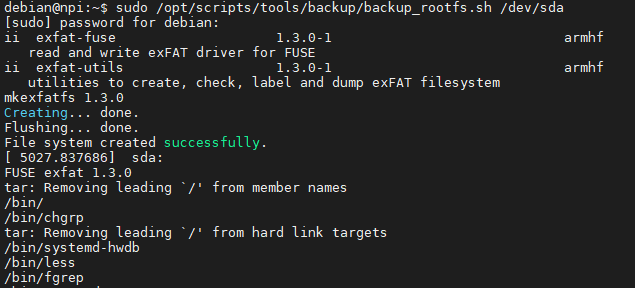 debian@npi:~$ sudo /opt/scripts/tools/backup/backup_rootfs.sh /dev/sda
[sudo] password for debian:
ii  exfat-fuse                    1.3.0-1                             armhf
   read and write exFAT driver for FUSE
ii  exfat-utils                   1.3.0-1                             armhf
   utilities to create, check, label and dump exFAT filesystem
mkexfatfs 1.3.0
Creating... done.
Flushing... done.
File system created successfully.
[ 5027.837686]  sda:
FUSE exfat 1.3.0
tar: Removing leading `/' from member names
/bin/
/bin/chgrp
tar: Removing leading `/' from hard link targets
/bin/systemd-hwdb
/bin/less
/bin/fgrep